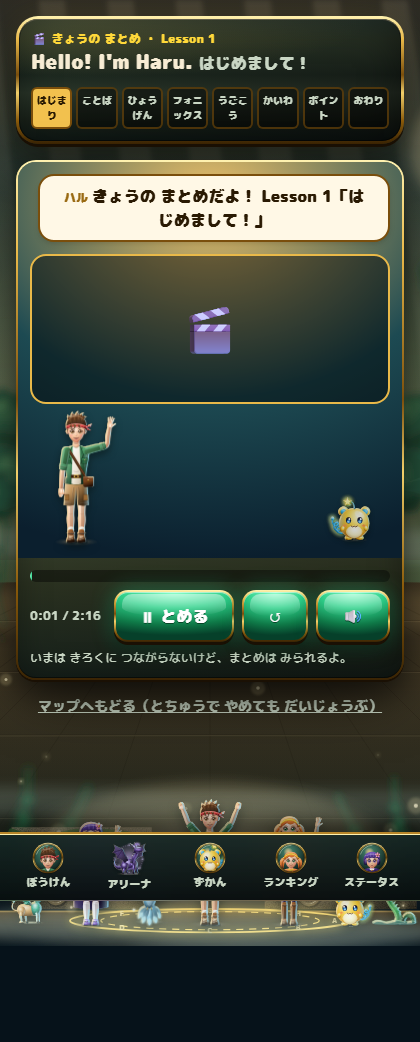 きょうの まとめ ・ Lesson 1
Hello! I'm Haru. はじめまして！
はじまり
ことば
ひょうげん
フォニックス
うごこう
かいわ
ポイント
おわり
ハル きょうの まとめだよ！ Lesson 1「は
じめまして！」
0:01 / 2:16
⏸ とめる
↺
いまは きろくに つながらないけど、まとめは みられるよ。
マップへもどる（とちゅうで やめても だいじょうぶ）
ぼうけん
アリーナ
ずかん
ランキング
ステータス